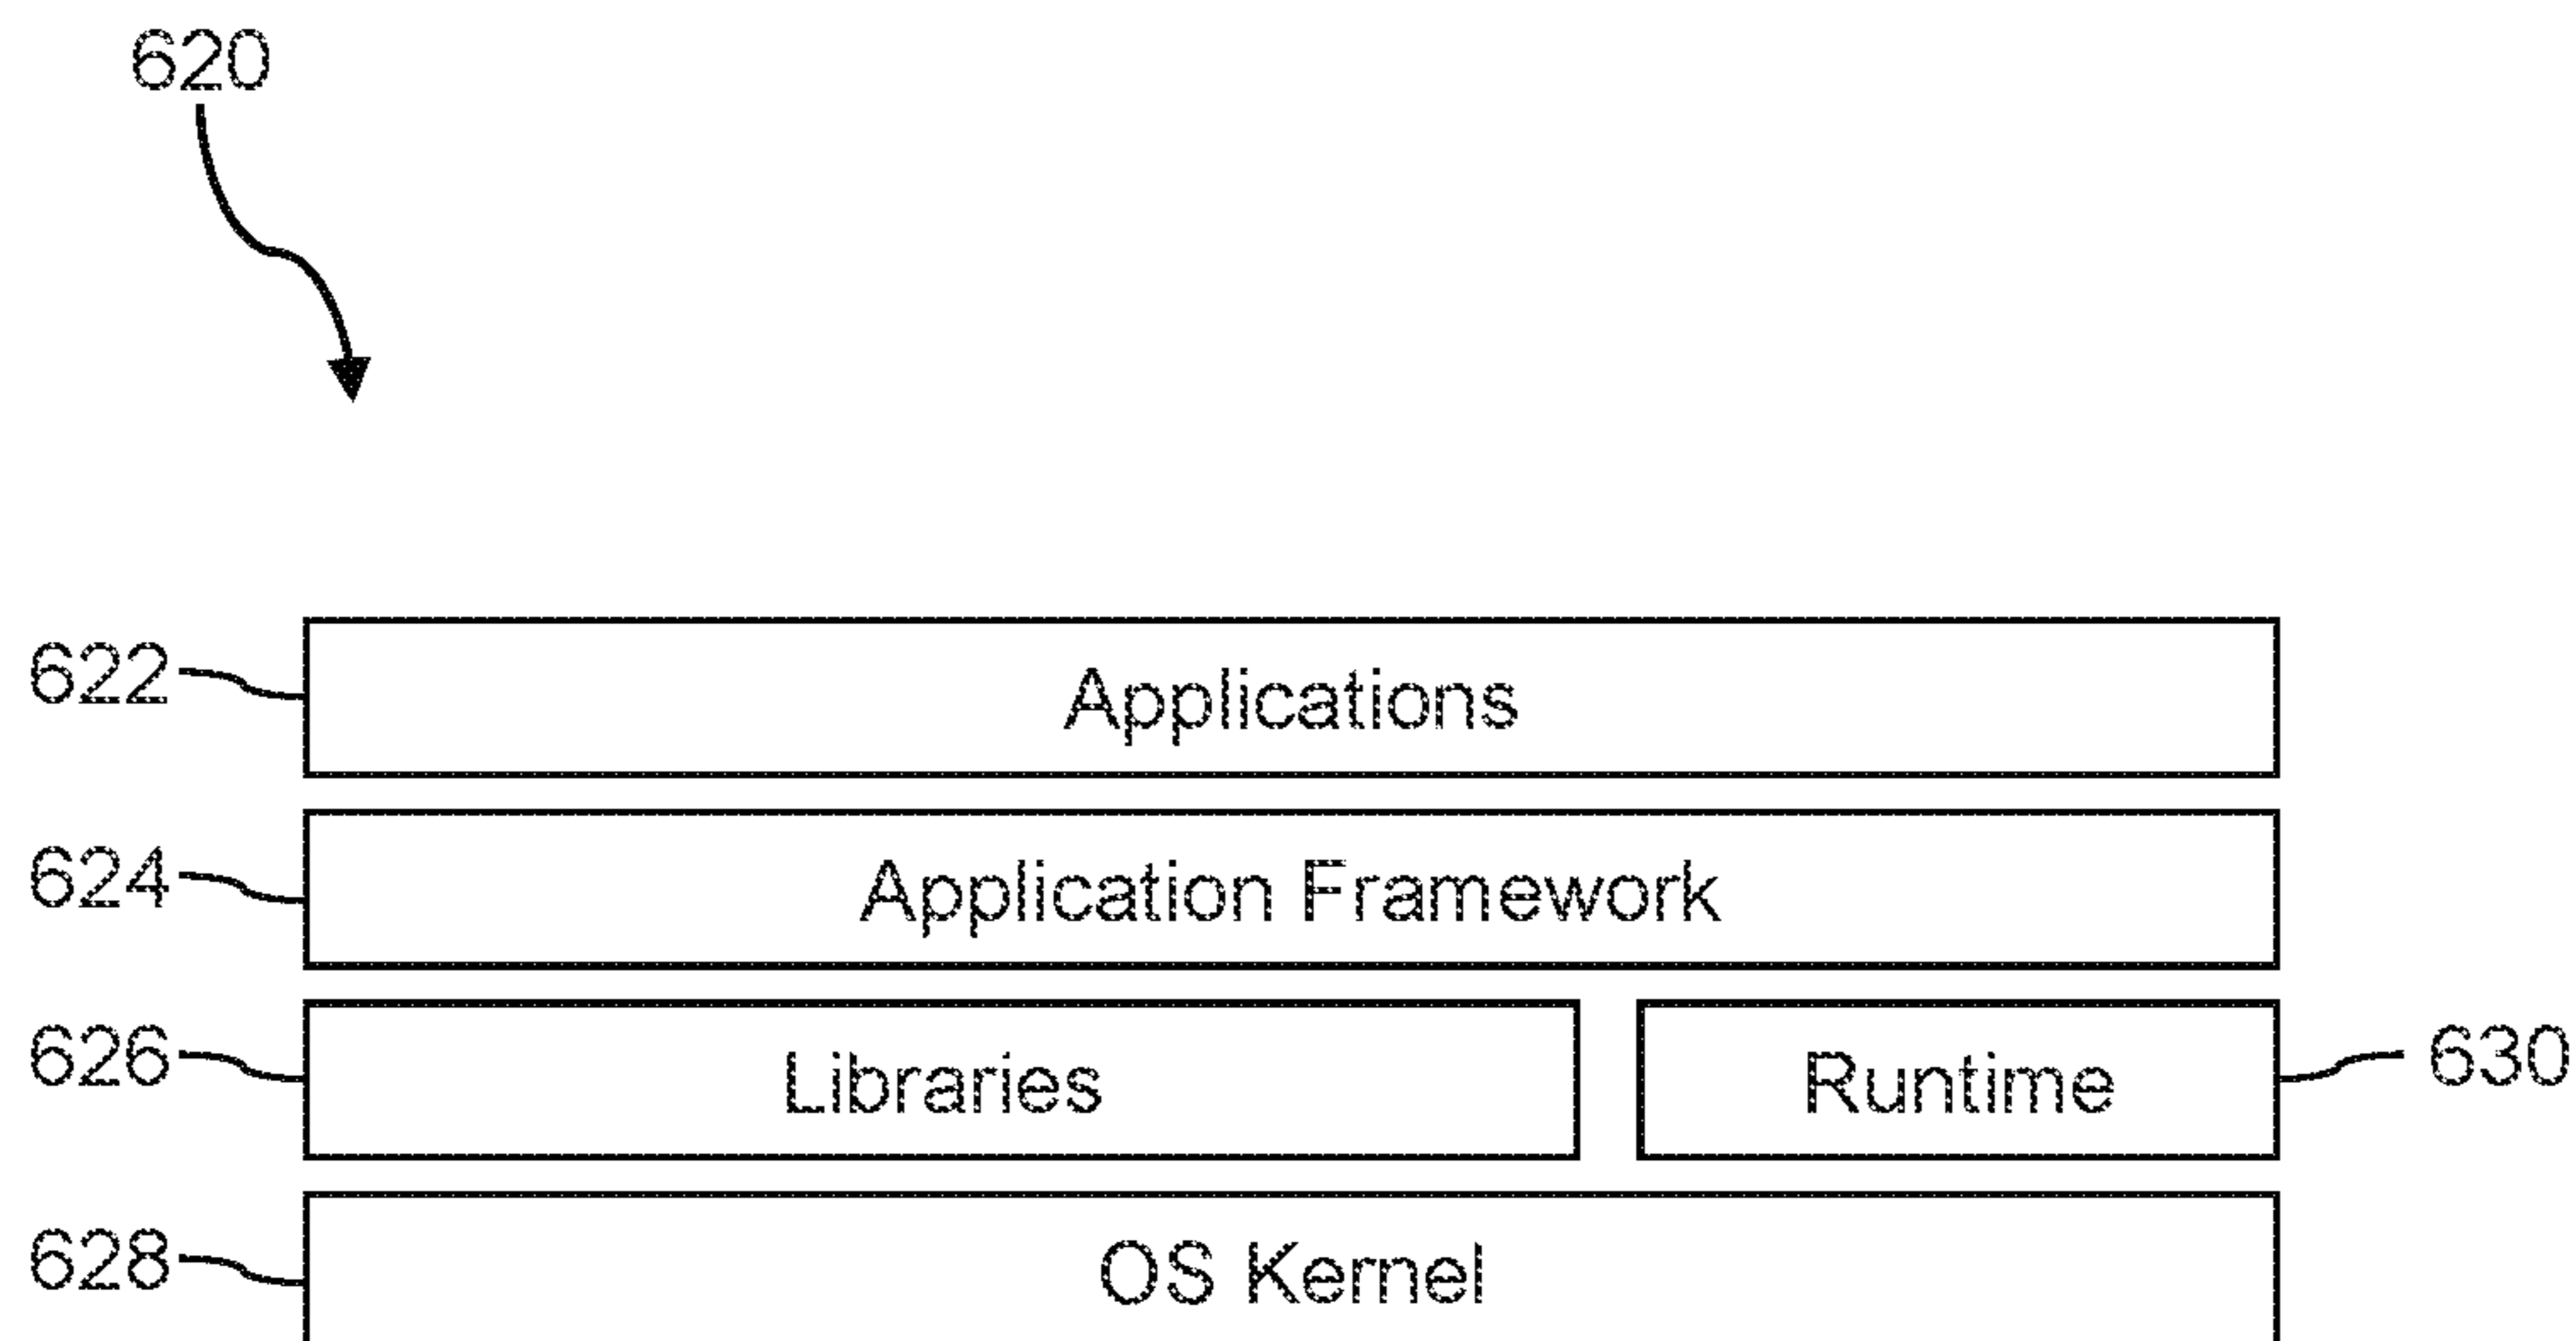 620
622 Applications
624 Application Framework
626 Libraries Runtime 630
628 OS Kernel